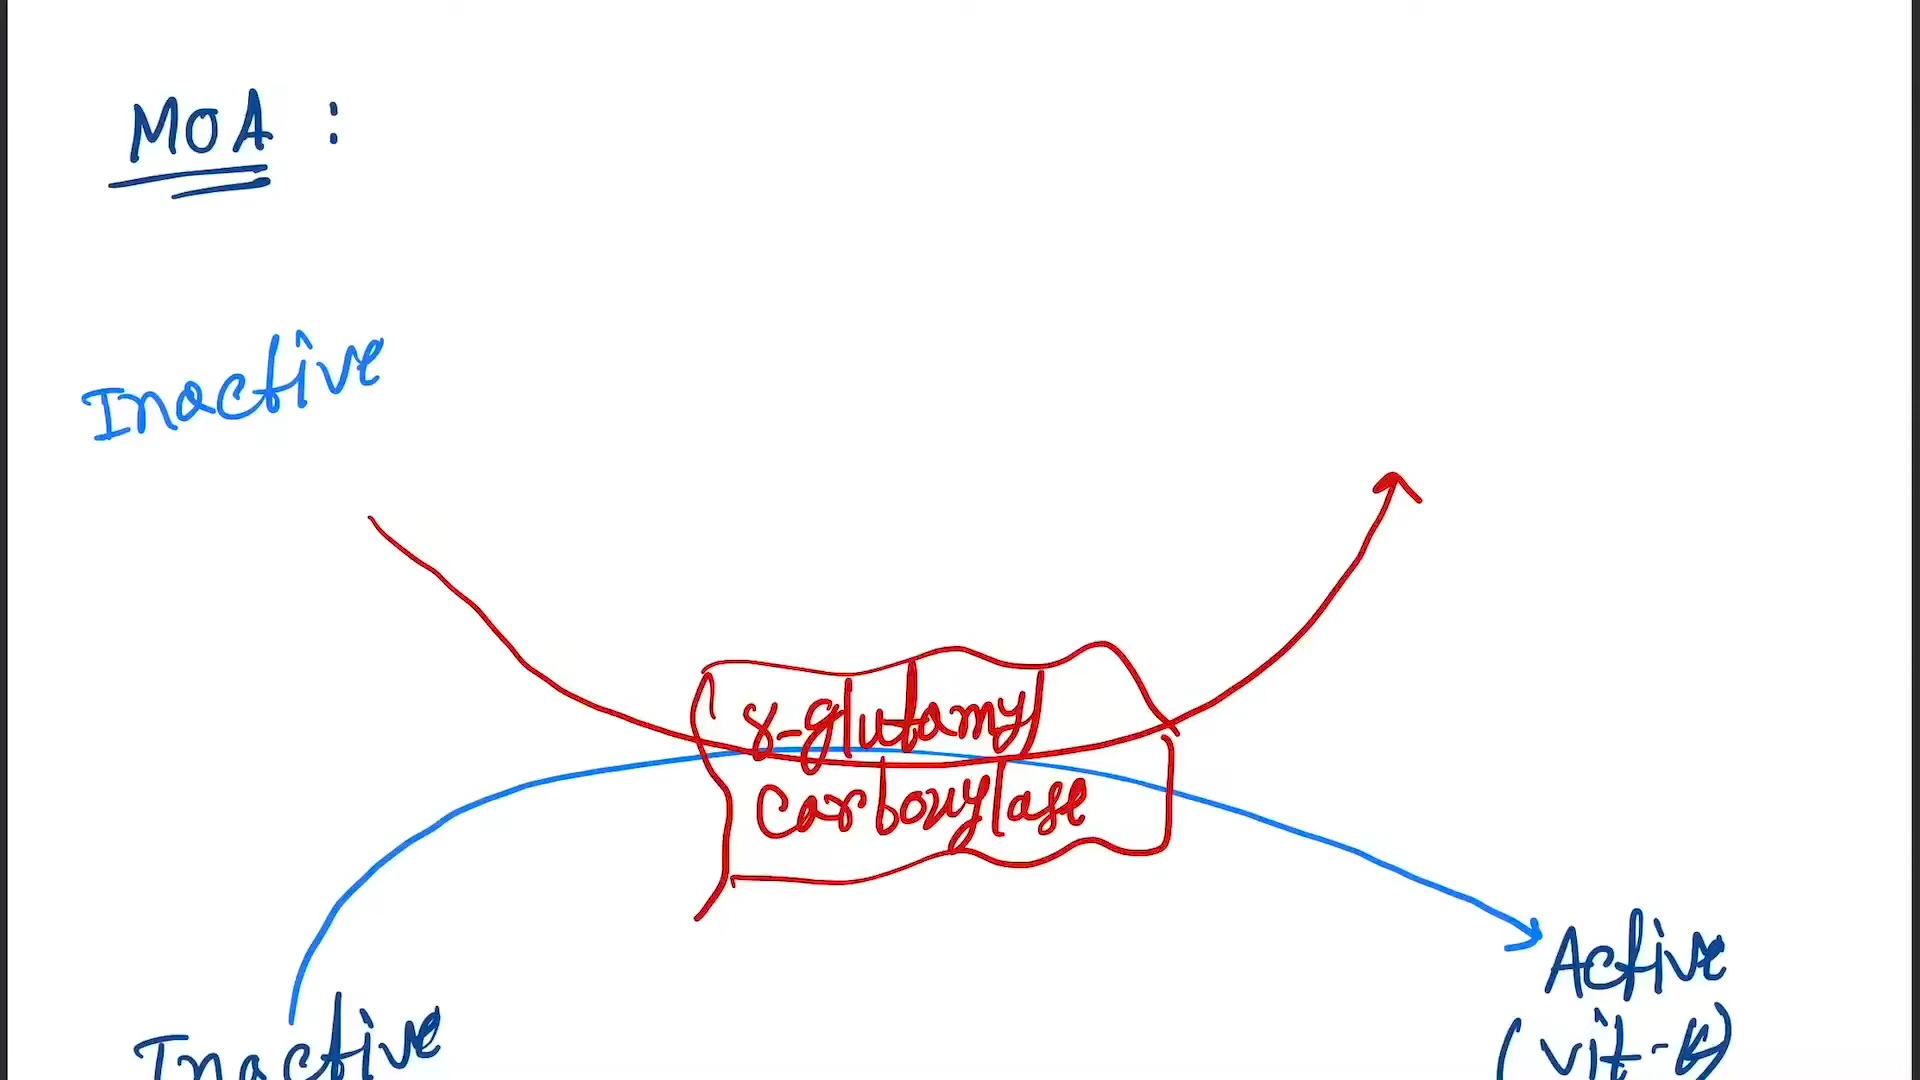 MOA :
Inactive
γ-glutamyl
carboxylase
Active
Inactive
(vit-K)